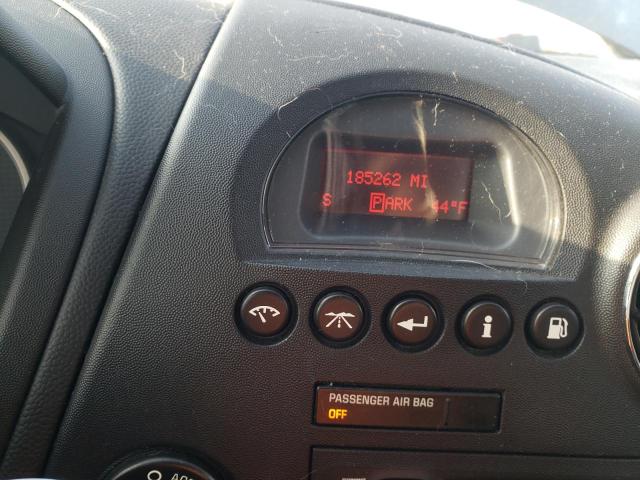 185262 MI
S PARK 44°F
i
PASSENGER AIR BAG
OFF